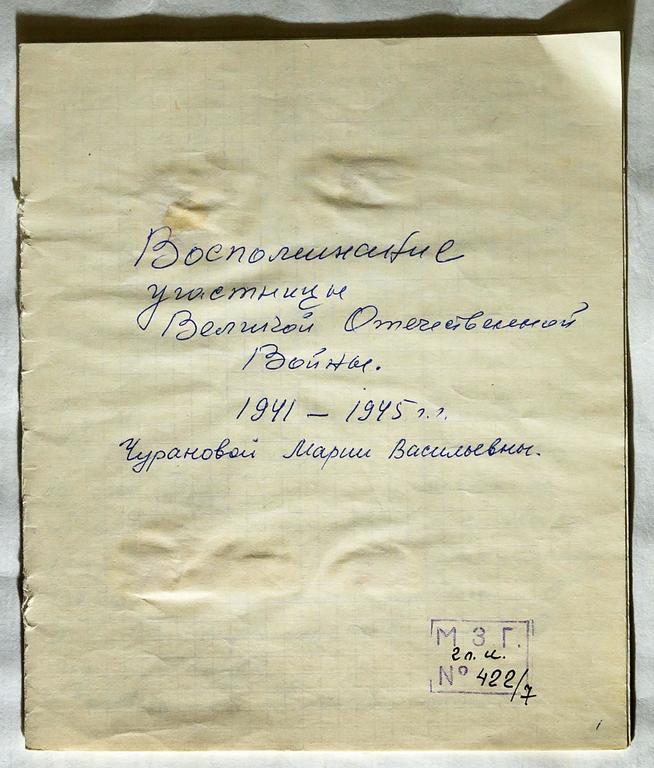 Воспоминание
участницы
Великой Отечественной
Войны.
1941 – 1945 г.г.
Чурановой Марии Васильевны.
М З Г.
гл. и.
№ 422/7